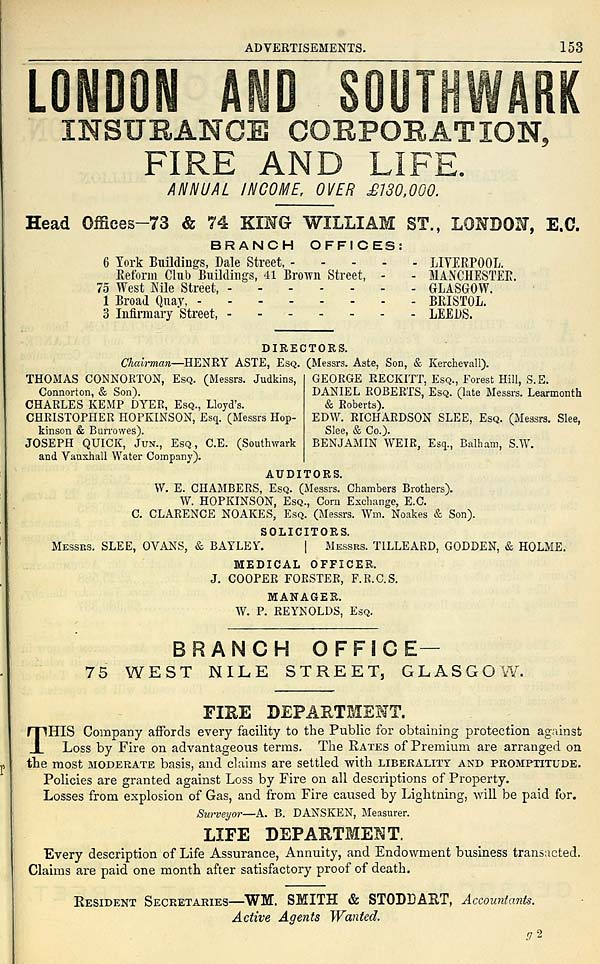 ADVERTISEMENTS. 153
LONDON AND SOUTHWARK
INSURANCE CORPORATION,
FIRE AND LIFE.
ANNUAL INCOME, OVER £130,000.
Head Offices—73 & 74 KING WILLIAM ST., LONDON, E.C.
BRANCH OFFICES:
6 York Buildings, Dale Street, - - - - - LIVERPOOL.
Reform Club Buildings, 41 Brown Street, - - MANCHESTER.
75 West Nile Street, - - - - - - - GLASGOW.
1 Broad Quay, - - - - - - - - BRISTOL.
3 Infirmary Street, - - - - - - - LEEDS.
DIRECTORS.
Chairman—HENRY ASTE, Esq. (Messrs. Aste, Son, & Kerchevall).
THOMAS CONNORTON, Esq. (Messrs. Judkins,
Connorton, & Son).
CHARLES KEMP DYER, Esq., Lloyd's.
CHRISTOPHER HOPKINSON, Esq. (Messrs Hop-
kinson & Burrowes).
JOSEPH QUICK, Jun., Esq, C.E. (Southwark
and Vauxhall Water Company).
GEORGE RECKITT, Esq., Forest Hill, S.E.
DANIEL ROBERTS, Esq. (late Messrs. Learmonth
& Roberts).
EDW. RICHARDSON SLEE, Esq. (Messrs. Slee,
Slee, & Co.).
BENJAMIN WEIR, Esq., Balham, S.W.
AUDITORS.
W. E. CHAMBERS, Esq. (Messrs. Chambers Brothers).
W. HOPKINSON, Esq., Corn Exchange, E.C.
C. CLARENCE NOAKES, Esq. (Messrs. Wm. Noakes & Son).
SOLICITORS.
Messrs. SLEE, OVANS, & BAYLEY. | Messrs. TILLEARD, GODDEN, & HOLME.
MEDICAL OFFICER.
J. COOPER FORSTER, F.R.C.S.
MANAGER.
W. P. REYNOLDS, Esq.
BRANCH OFFICE—
75 WEST NILE STREET, GLASGOW.
FIRE DEPARTMENT.
THIS Company affords every facility to the Public for obtaining protection against
Loss by Fire on advantageous terms. The Rates of Premium are arranged on
the most moderate basis, and claims are settled with liberality and promptitude.
Policies are granted against Loss by Fire on all descriptions of Property.
Losses from explosion of Gas, and from Fire caused by Lightning, will be paid for.
Surveyor—A. B. DANSKEN, Measurer.
LIFE DEPARTMENT.
Every description of Life Assurance, Annuity, and Endowment business transacted.
Claims are paid one month after satisfactory proof of death.
Resident Secretaries—WM. SMITH & STODDART, Accountants.
Active Agents Wanted.
g 2